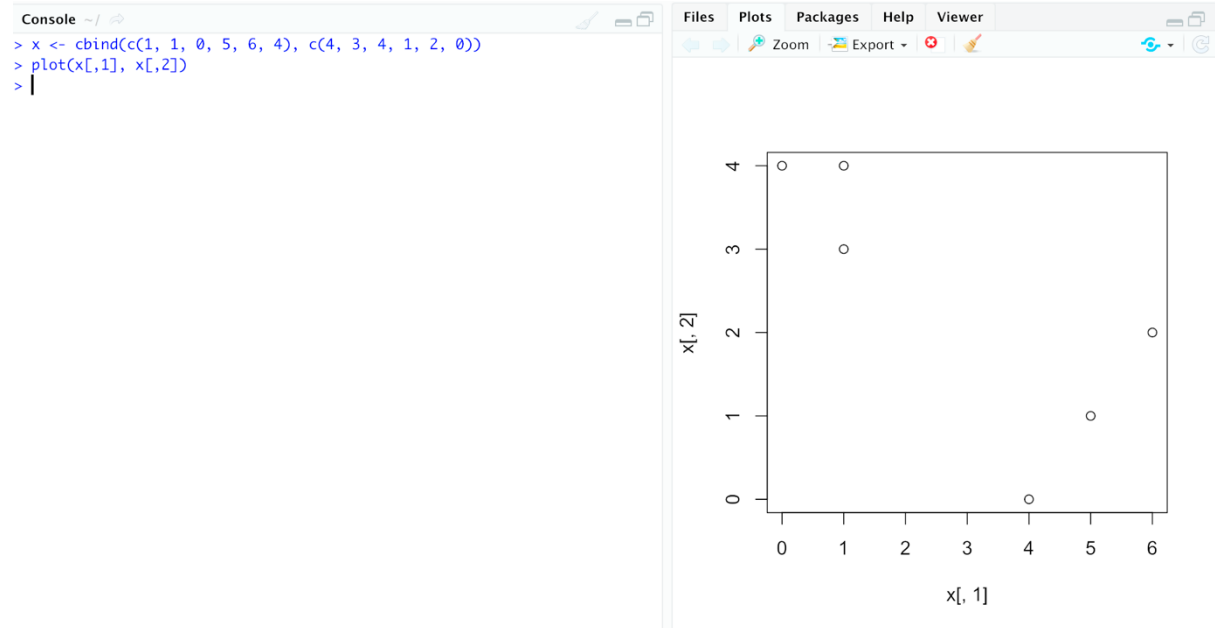 Console ~/
> x <- cbind(c(1, 1, 0, 5, 6, 4), c(4, 3, 4, 1, 2, 0))
> plot(x[,1], x[,2])
>
Files Plots Packages Help Viewer
Zoom Export
4
3
2
1
0
x[, 2]
0 1 2 3 4 5 6
x[, 1]